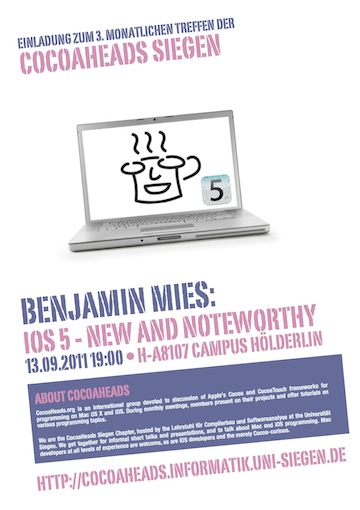 EINLADUNG ZUM 3. MONATLICHEN TREFFEN DER
COCOAHEADS SIEGEN
5
BENJAMIN MIES:
IOS 5 - NEW AND NOTEWORTHY
13.09.2011 19:00 • H-A8107 CAMPUS HÖLDERLIN
ABOUT COCOAHEADS
CocoaHeads.org is an international group devoted to discussion of Apple's Cocoa and CocoaTouch frameworks for
programming on Mac OS X and iOS. During monthly meetings, members present on their projects and offer tutorials on
various programming topics.
We are the CocoaHeads Siegen Chapter, hosted by the Lehrstuhl für Compilerbau und Softwareanalyse at the Universität
Siegen. We get together for informal short talks and presentations, and to talk about Mac and iOS programming. Mac
developers at all levels of experience are welcome, as are iOS developers and the merely Cocoa-curious.
HTTP://COCOAHEADS.INFORMATIK.UNI-SIEGEN.DE